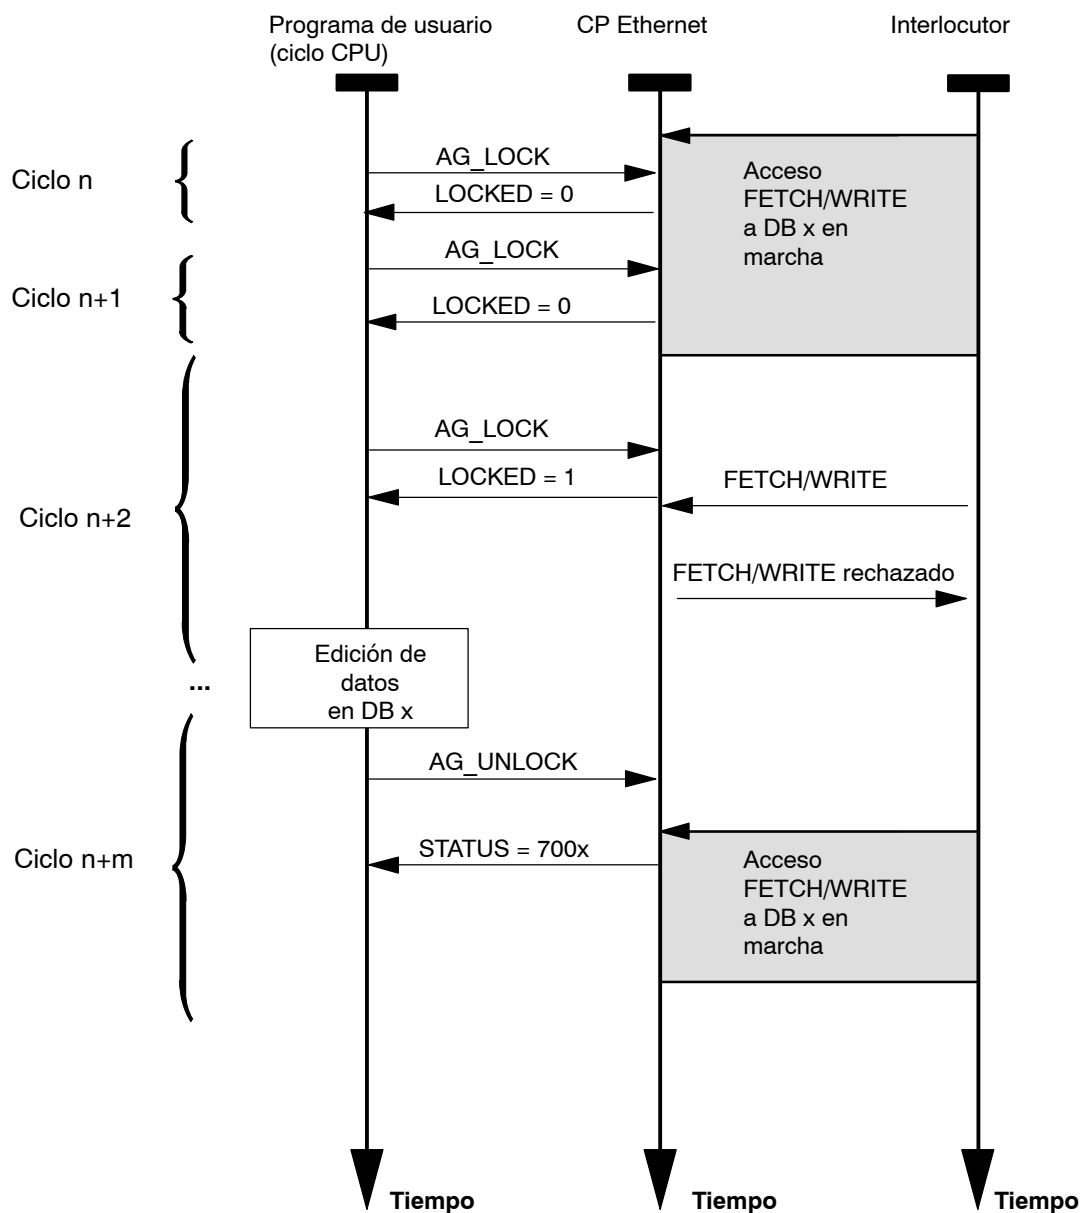 Programa de usuario
(ciclo CPU)
CP Ethernet
Interlocutor
Ciclo n
AG_LOCK
LOCKED = 0
Acceso
FETCH/WRITE
a DB x en
marcha
Ciclo n+1
AG_LOCK
LOCKED = 0
Ciclo n+2
AG_LOCK
LOCKED = 1
FETCH/WRITE
FETCH/WRITE rechazado
...
Edición de
datos
en DB x
Ciclo n+m
AG_UNLOCK
STATUS = 700x
Acceso
FETCH/WRITE
a DB x en
marcha
Tiempo
Tiempo
Tiempo